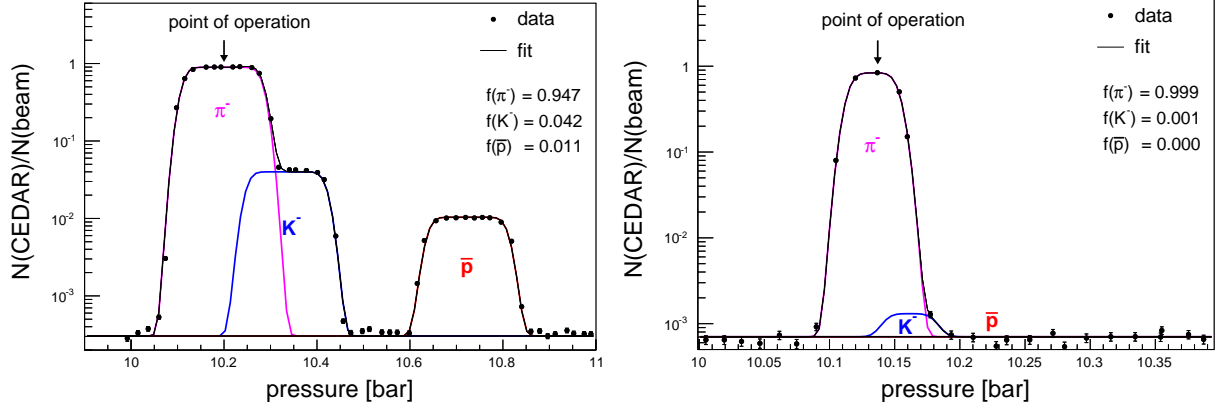 point of operation
data
fit
f(π⁻) = 0.947
f(K⁻) = 0.042
f(p̅) = 0.011
π⁻
K⁻
p̅
1
10⁻¹
10⁻²
10⁻³
N(CEDAR)/N(beam)
10 10.2 10.4 10.6 10.8 11
pressure [bar]
point of operation
data
fit
f(π⁻) = 0.999
f(K⁻) = 0.001
f(p̅) = 0.000
π⁻
K⁻
p̅
1
10⁻¹
10⁻²
10⁻³
N(CEDAR)/N(beam)
10 10.05 10.1 10.15 10.2 10.25 10.3 10.35
pressure [bar]